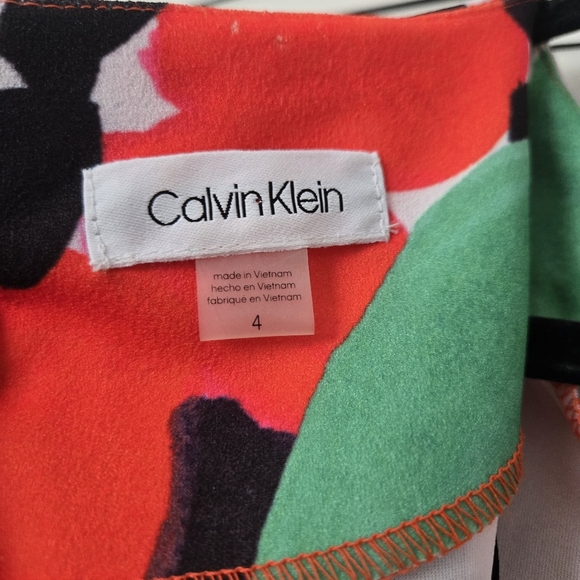 Calvin Klein
made in Vietnam
hecho en Vietnam
fabriqué en Vietnam
4